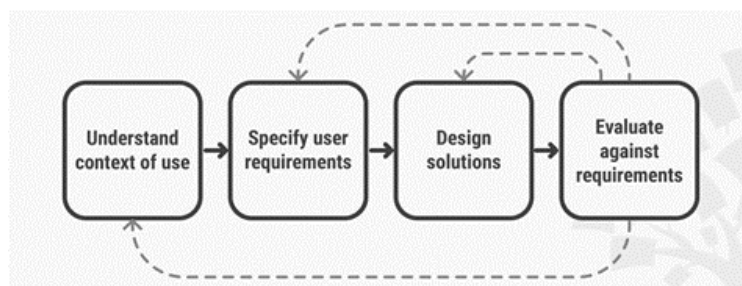 Understand
context of use
Specify user
requirements
Design
solutions
Evaluate
against
requirements